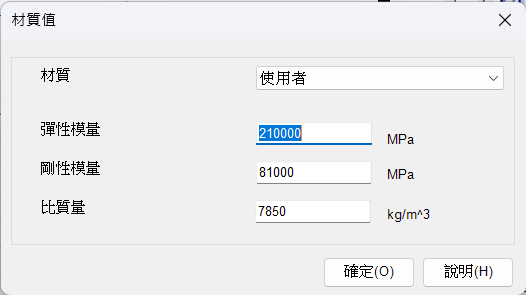 材質值
材質 使用者
彈性模量 210000 MPa
剛性模量 81000 MPa
比質量 7850 kg/m^3
確定(O) 說明(H)